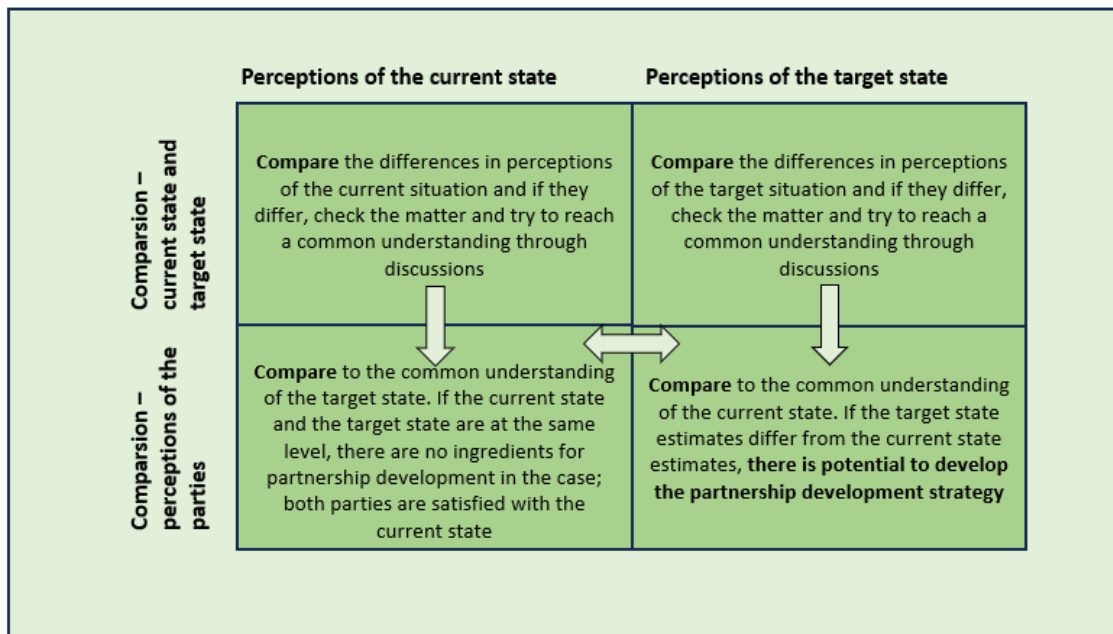 Perceptions of the current state
Perceptions of the target state
Comparsion –
current state and
target state
Compare the differences in perceptions
of the current situation and if they
differ, check the matter and try to reach
a common understanding through
discussions
Compare the differences in perceptions
of the target situation and if they differ,
check the matter and try to reach a
common understanding through
discussions
Comparsion –
perceptions of the
parties
Compare to the common understanding
of the target state. If the current state
and the target state are at the same
level, there are no ingredients for
partnership development in the case;
both parties are satisfied with the
current state
Compare to the common understanding
of the current state. If the target state
estimates differ from the current state
estimates, there is potential to develop
the partnership development strategy